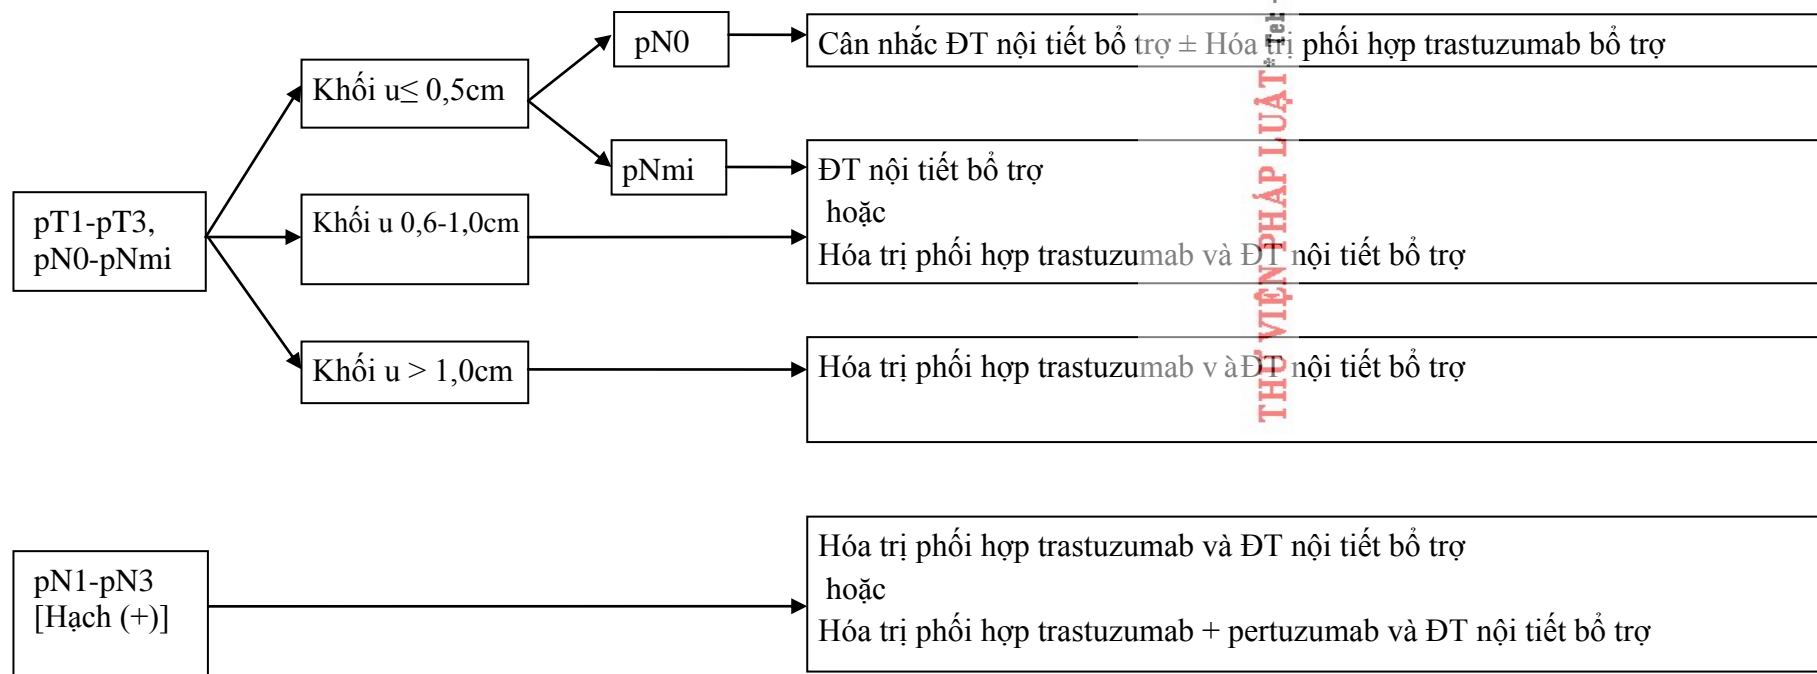 pN0
Cân nhắc ĐT nội tiết bổ trợ ± Hóa trị phối hợp trastuzumab bổ trợ
Khối u≤ 0,5cm
pNmi
ĐT nội tiết bổ trợ
hoặc
Hóa trị phối hợp trastuzumab và ĐT nội tiết bổ trợ
pT1-pT3,
pN0-pNmi
Khối u 0,6-1,0cm
Khối u > 1,0cm
Hóa trị phối hợp trastuzumab v àĐT nội tiết bổ trợ
pN1-pN3
[Hạch (+)]
Hóa trị phối hợp trastuzumab và ĐT nội tiết bổ trợ
hoặc
Hóa trị phối hợp trastuzumab + pertuzumab và ĐT nội tiết bổ trợ
THƯ VIỆN PHÁP LUẬT * Tel: